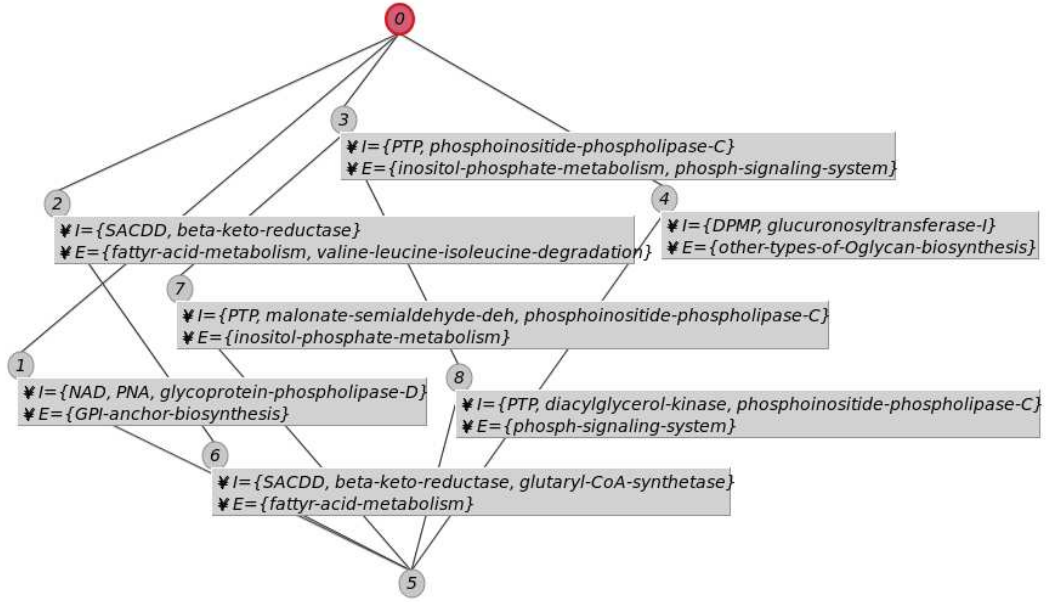 0
3
¥ I={PTP, phosphoinositide-phospholipase-C}
¥ E={inositol-phosphate-metabolism, phosph-signaling-system}
2
¥ I={SACDD, beta-keto-reductase}
¥ E={fattyr-acid-metabolism, valine-leucine-isoleucine-degradation}
4
¥ I={DPMP, glucuronosyltransferase-I}
¥ E={other-types-of-Oglycan-biosynthesis}
7
¥ I={PTP, malonate-semialdehyde-deh, phosphoinositide-phospholipase-C}
¥ E={inositol-phosphate-metabolism}
1
¥ I={NAD, PNA, glycoprotein-phospholipase-D}
¥ E={GPI-anchor-biosynthesis}
8
¥ I={PTP, diacylglycerol-kinase, phosphoinositide-phospholipase-C}
¥ E={phosph-signaling-system}
6
¥ I={SACDD, beta-keto-reductase, glutaryl-CoA-synthetase}
¥ E={fattyr-acid-metabolism}
5